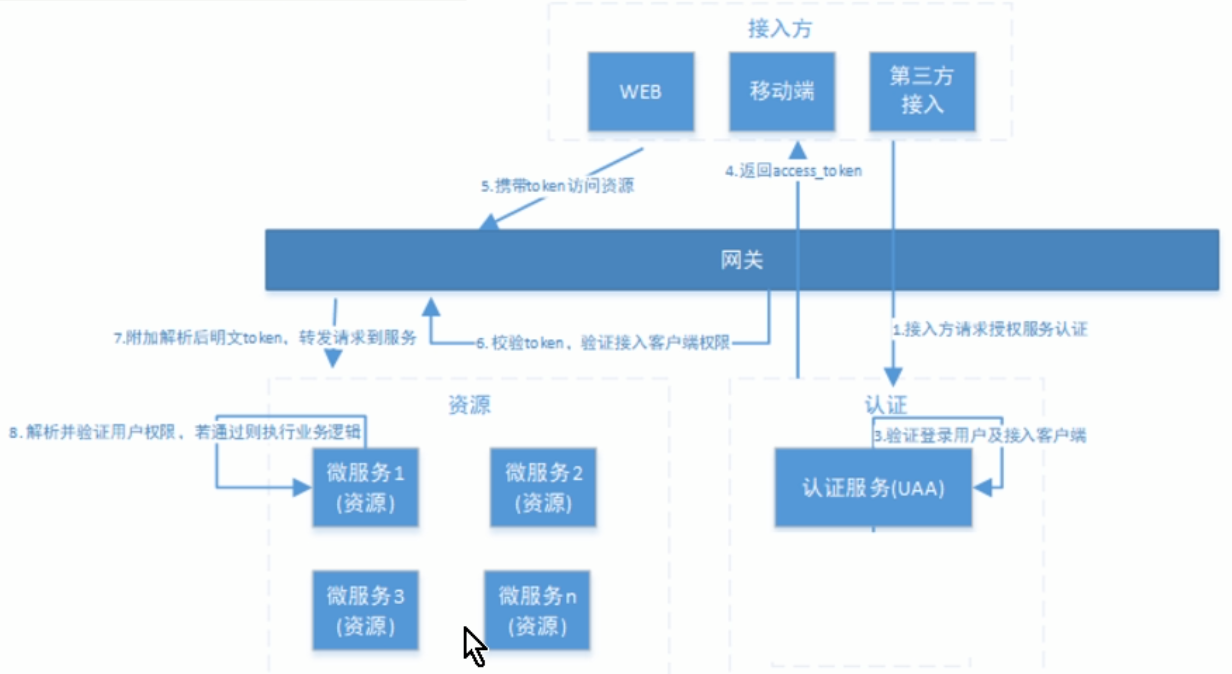 接入方
WEB
移动端
第三方
接入
5.携带token访问资源
4.返回access_token
网关
1.接入方请求授权服务认证
7.附加解析后明文token，转发请求到服务
6.校验token，验证接入客户端权限
资源
认证
8.解析并验证用户权限，若通过则执行业务逻辑
3.验证登录用户及接入客户端
微服务1
(资源)
微服务2
(资源)
认证服务(UAA)
微服务3
(资源)
微服务n
(资源)